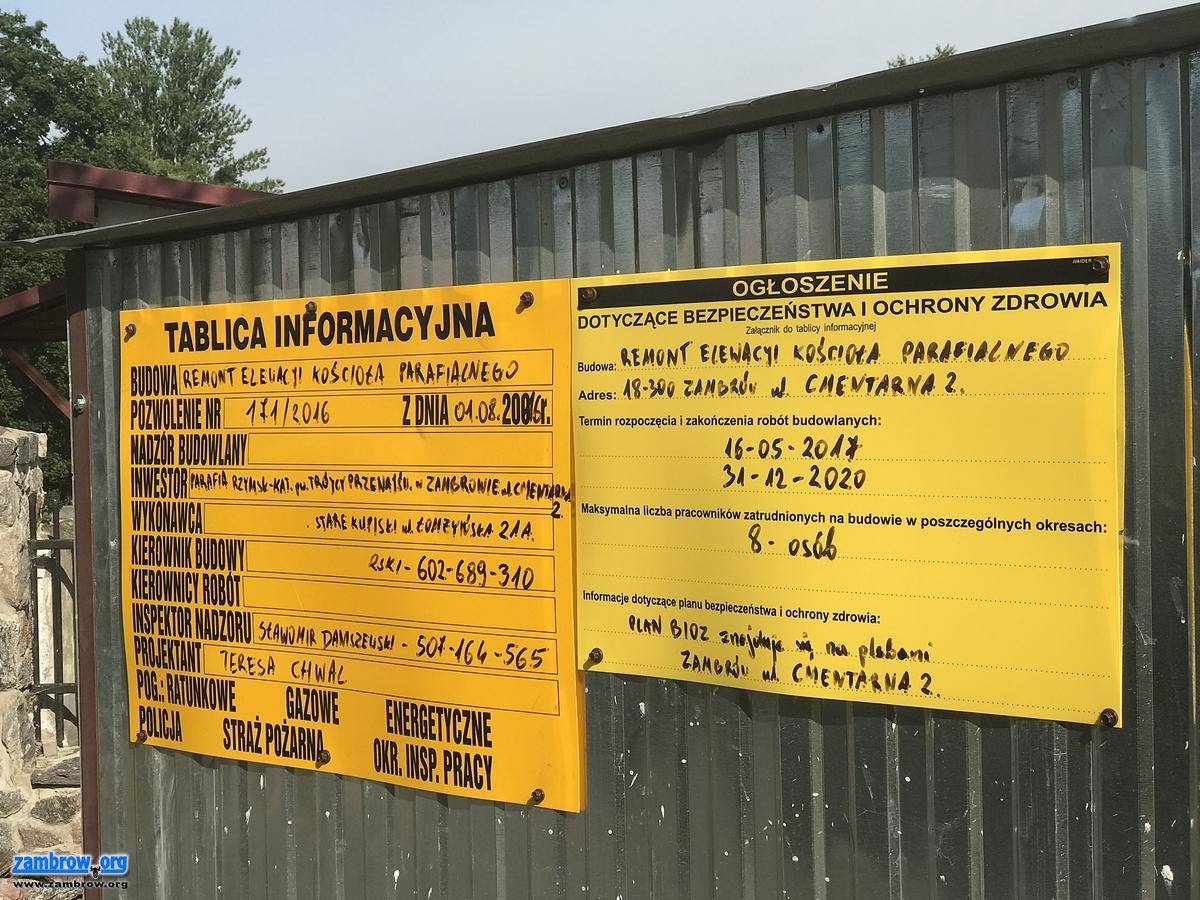 TABLICA INFORMACYJNA
BUDOWA REMONT ELEWACYI KOŚCIOŁA PARAFIALNEGO
POZWOLENIE NR 171/2016 Z DNIA 01.08.2016r.
NADZÓR BUDOWLANY
INWESTOR PARAFIA RZYMSK-KAT. pw. TRÓJCY PRZENAJŚW. w ZAMBROWIE ul. CMENTARNA
2.
WYKONAWCA . STARE KUPISKI ul. ŁOMŻYŃSKA 21A.
KIEROWNIK BUDOWY RSKI - 602-689-310
KIEROWNICY ROBÓT
INSPEKTOR NADZORU SŁAWOMIR DAMSZEWSKI - 507-164-565
PROJEKTANT TERESA CHWAL
POG.: RATUNKOWE GAZOWE ENERGETYCZNE
POLICJA STRAŻ POŻARNA OKR. INSP. PRACY
OGŁOSZENIE
DOTYCZĄCE BEZPIECZEŃSTWA I OCHRONY ZDROWIA
Załącznik do tablicy informacyjnej
Budowa: REMONT ELEWACYI KOŚCIOŁA PARAFIALNEGO
Adres: 18-300 ZAMBRÓW ul. CMENTARNA 2.
Termin rozpoczęcia i zakończenia robót budowlanych:
16-05-2017
31-12-2020
Maksymalna liczba pracowników zatrudnionych na budowie w poszczególnych okresach:
8- osób
Informacje dotyczące planu bezpieczeństwa i ochrony zdrowia:
PLAN BIOZ znajduje się na plebani
ZAMBRÓW ul. CMENTARNA 2.
zambrow.org
www.zambrow.org